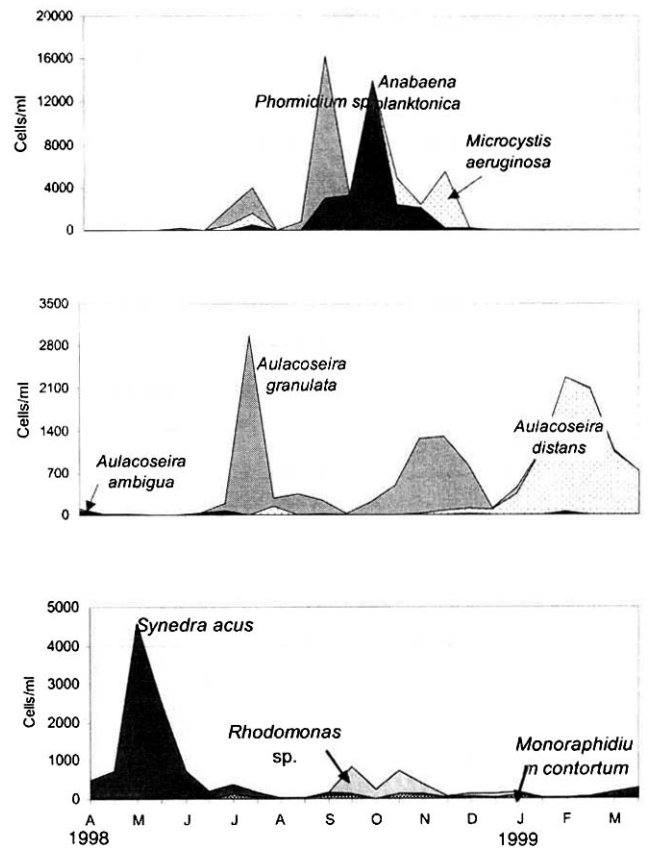 20000
16000
12000
8000
4000
0
Cells/ml
Anabaena
Phormidium sp planktonica
Microcystis
aeruginosa
3500
2800
2100
1400
700
0
Cells/ml
Aulacoseira
granulata
Aulacoseira
ambigua
Aulacoseira
distans
5000
4000
3000
2000
1000
0
Cells/ml
Synedra acus
Rhodomonas
sp.
Monoraphidiu
m contortum
A M J J A S O N D J F M
1998 1999